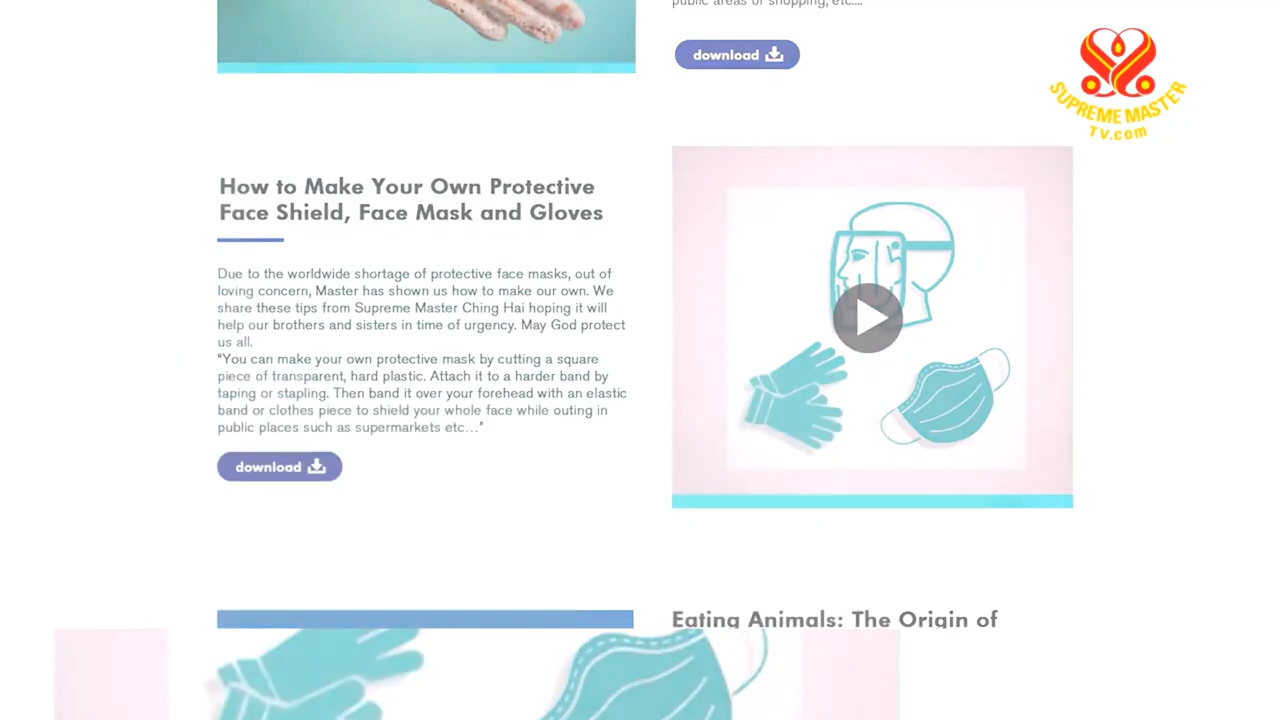 public areas or shopping, etc....
download
SUPREME MASTER
TV.com
How to Make Your Own Protective
Face Shield, Face Mask and Gloves
Due to the worldwide shortage of protective face masks, out of
loving concern, Master has shown us how to make our own. We
share these tips from Supreme Master Ching Hai hoping it will
help our brothers and sisters in time of urgency. May God protect
us all.
“You can make your own protective mask by cutting a square
piece of transparent, hard plastic. Attach it to a harder band by
taping or stapling. Then band it over your forehead with an elastic
band or clothes piece to shield your whole face while outing in
public places such as supermarkets etc...”
download
Eating Animals: The Origin of